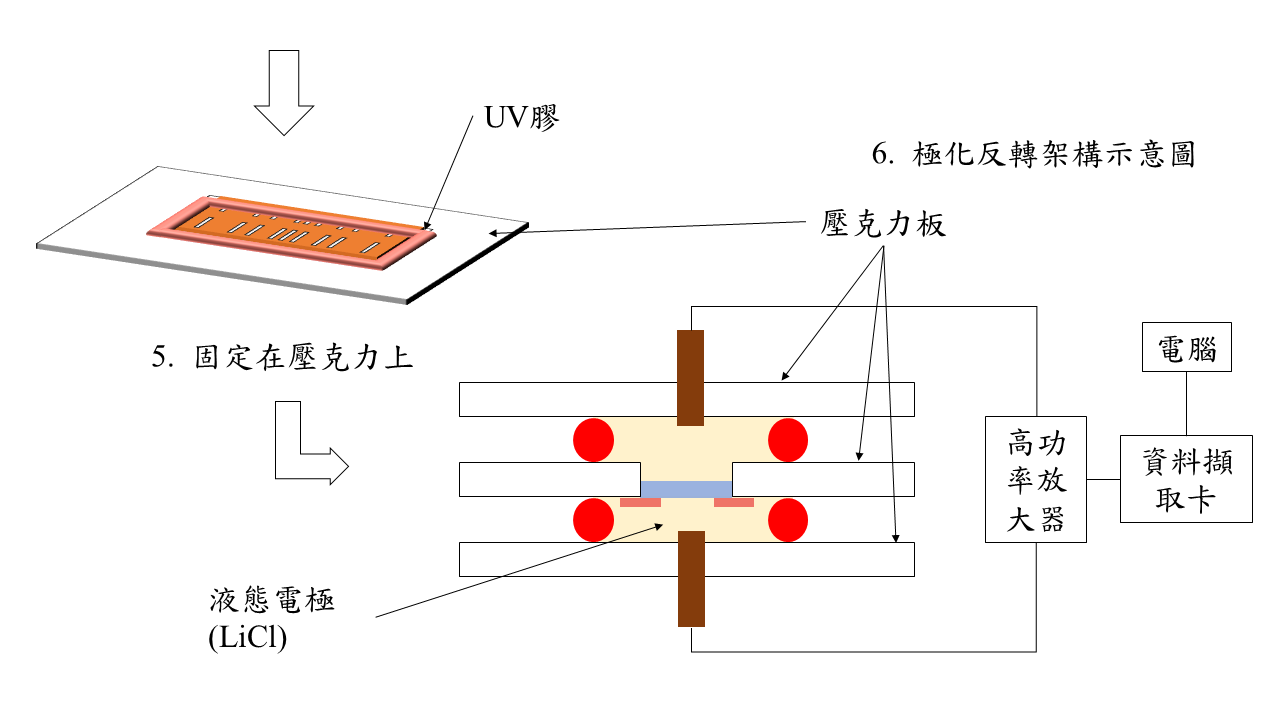 UV膠
6. 極化反轉架構示意圖
壓克力板
5. 固定在壓克力上
電腦
高功
率放
大器
資料擷
取卡
液態電極
(LiCl)